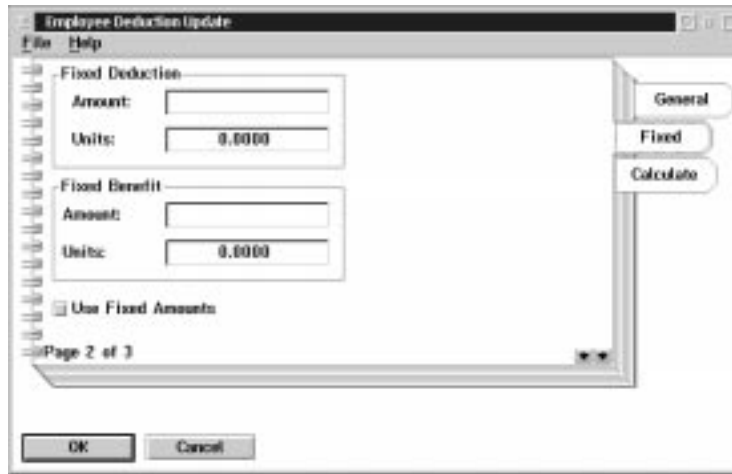 Employee Deduction Update
File Help
Fixed Deduction
Amount:
Units: 0.0000
Fixed Benefit
Amount:
Units: 0.0000
Use Fixed Amounts
Page 2 of 3
General
Fixed
Calculate
OK Cancel